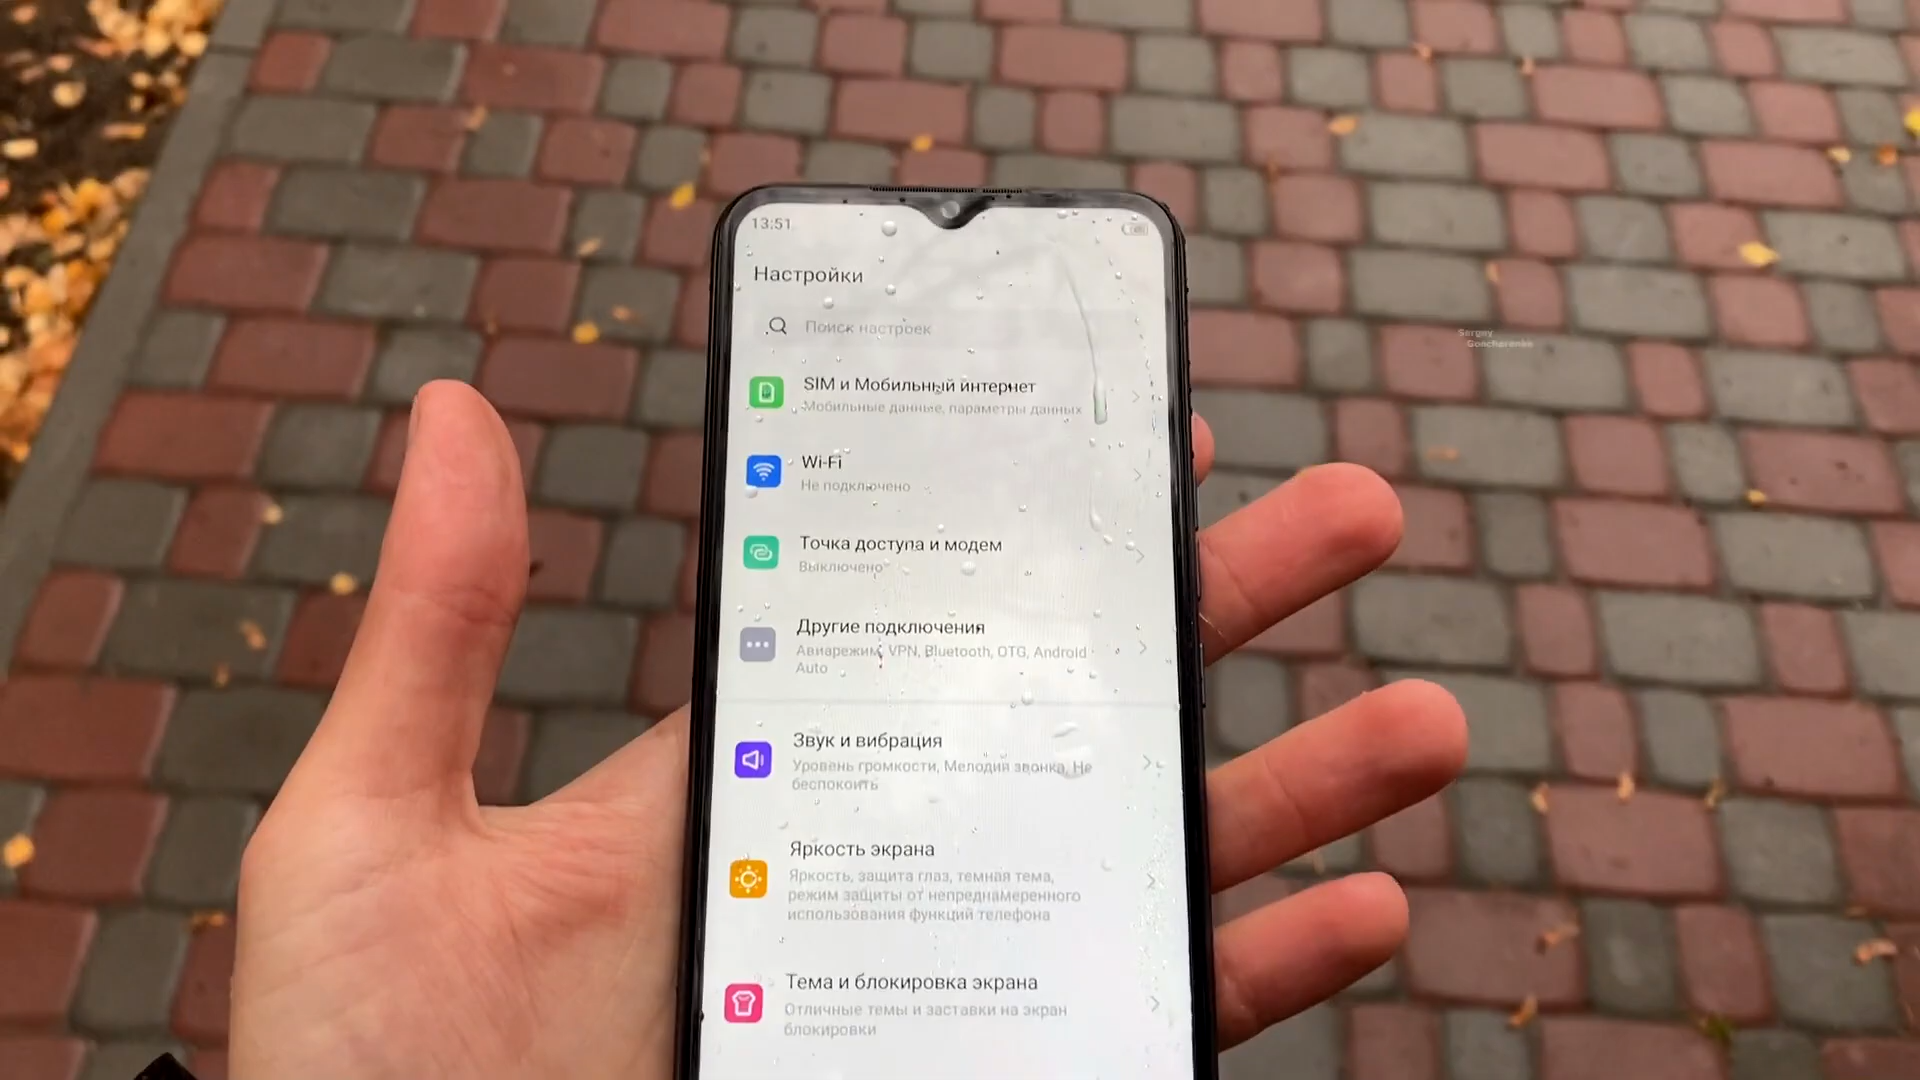 13:51
Настройки
Поиск настроек
SIM и Мобильный интернет
Мобильные данные, параметры данных
Wi-Fi
Не подключено
Точка доступа и модем
Выключено
Другие подключения
Авиарежим, VPN, Bluetooth, OTG, Android
Auto
Звук и вибрация
Уровень громкости, Мелодия звонка, Не
беспокоить
Яркость экрана
Яркость, защита глаз, темная тема,
режим защиты от непреднамеренного
использования функций телефона
Тема и блокировка экрана
Отличные темы и заставки на экран
блокировки
Sergey
Goncharenko